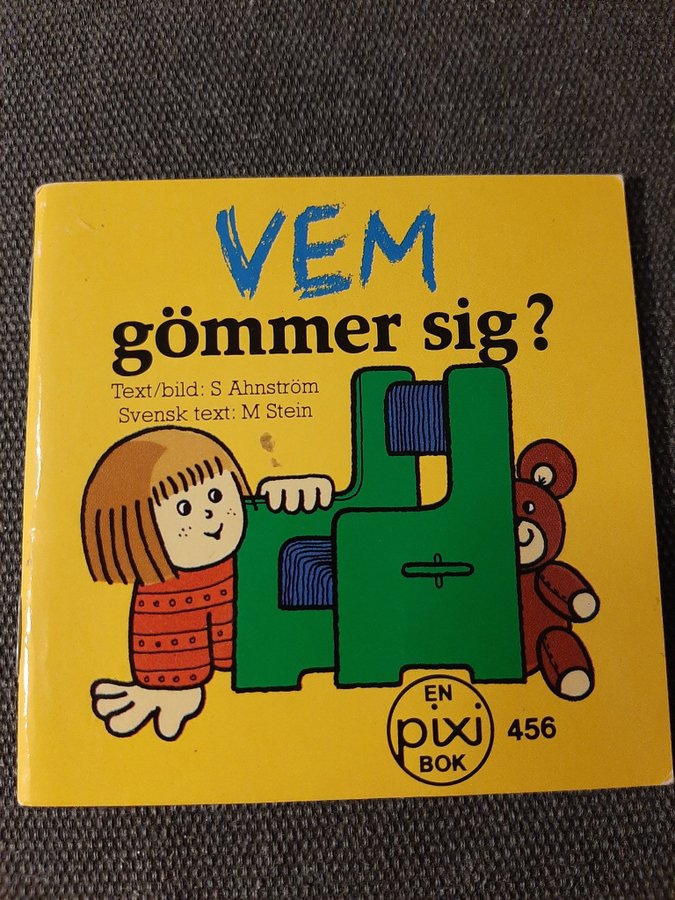 VEM
gömmer sig?
Text/bild: S Ahnström
Svensk text: M Stein
EN
pixi
BOK
456